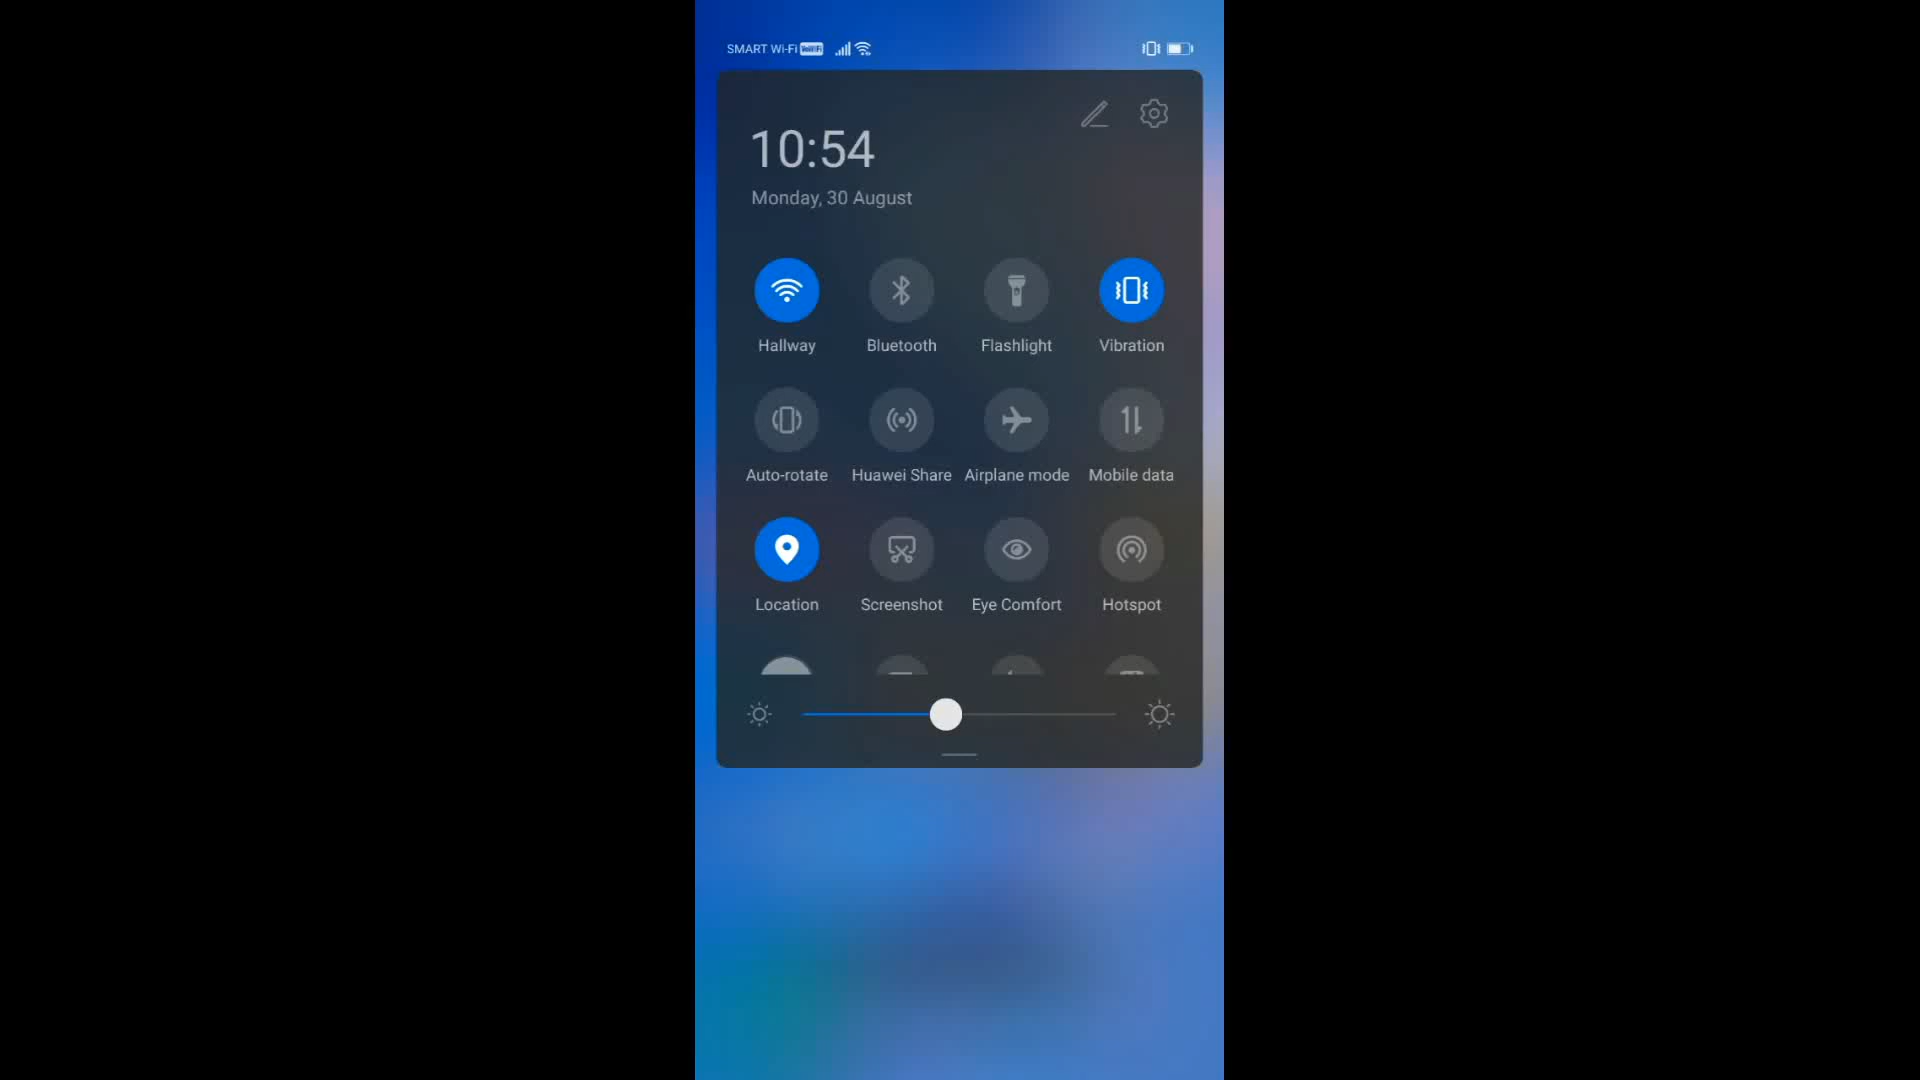 SMART Wi-Fi VoWiFi
10:54
Monday, 30 August
Hallway Bluetooth Flashlight Vibration
Auto-rotate Huawei Share Airplane mode Mobile data
Location Screenshot Eye Comfort Hotspot